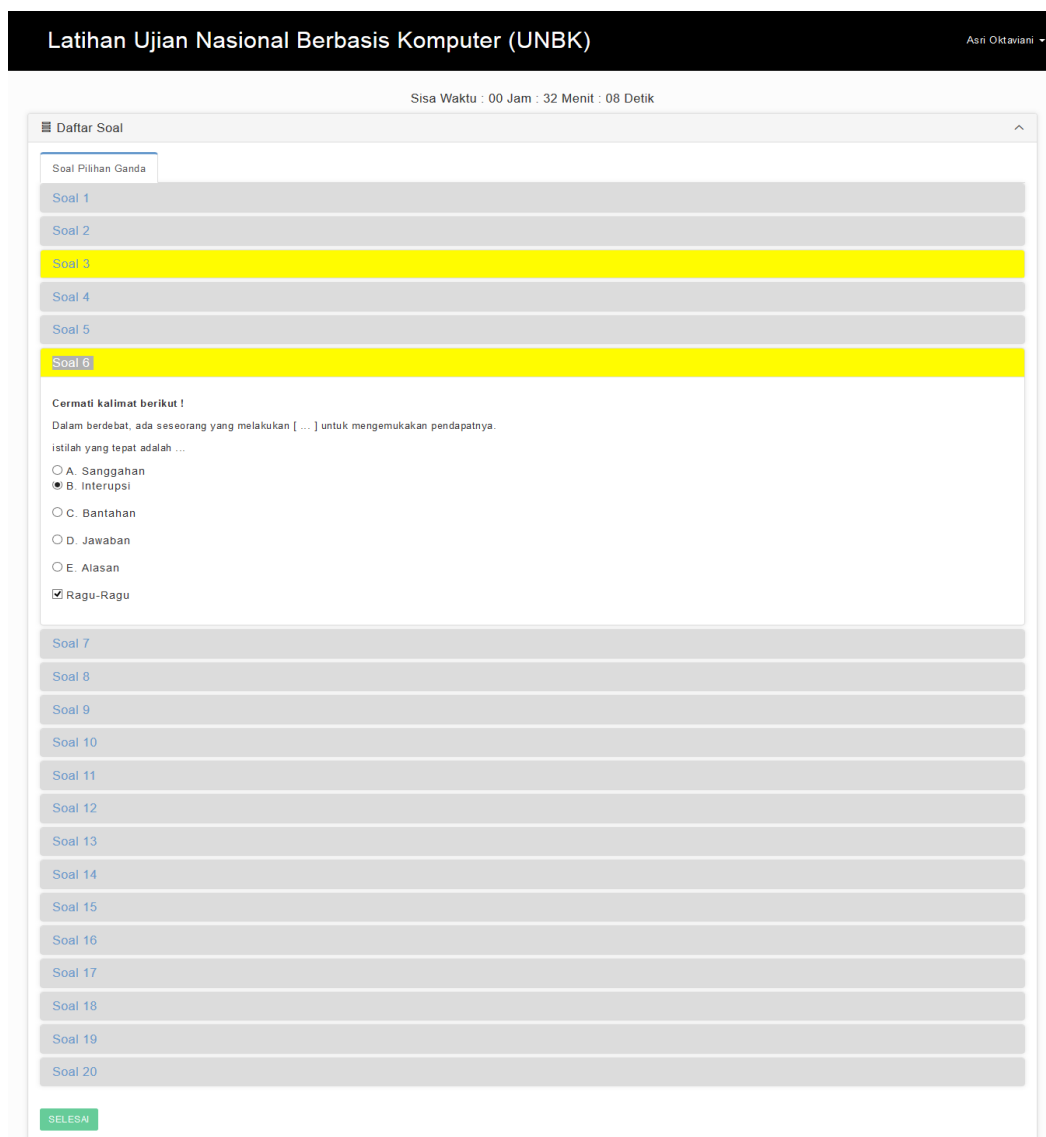 Latihan Ujian Nasional Berbasis Komputer (UNBK)
Asri Oktaviani
Sisa Waktu : 00 Jam : 32 Menit : 08 Detik
Daftar Soal
Soal Pilihan Ganda
Soal 1
Soal 2
Soal 3
Soal 4
Soal 5
Soal 6
Cermati kalimat berikut !
Dalam berdebat, ada seseorang yang melakukan [ ... ] untuk mengemukakan pendapatnya.
istilah yang tepat adalah ...
A. Sanggahan
B. Interupsi
C. Bantahan
D. Jawaban
E. Alasan
Ragu-Ragu
Soal 7
Soal 8
Soal 9
Soal 10
Soal 11
Soal 12
Soal 13
Soal 14
Soal 15
Soal 16
Soal 17
Soal 18
Soal 19
Soal 20
SELESAI